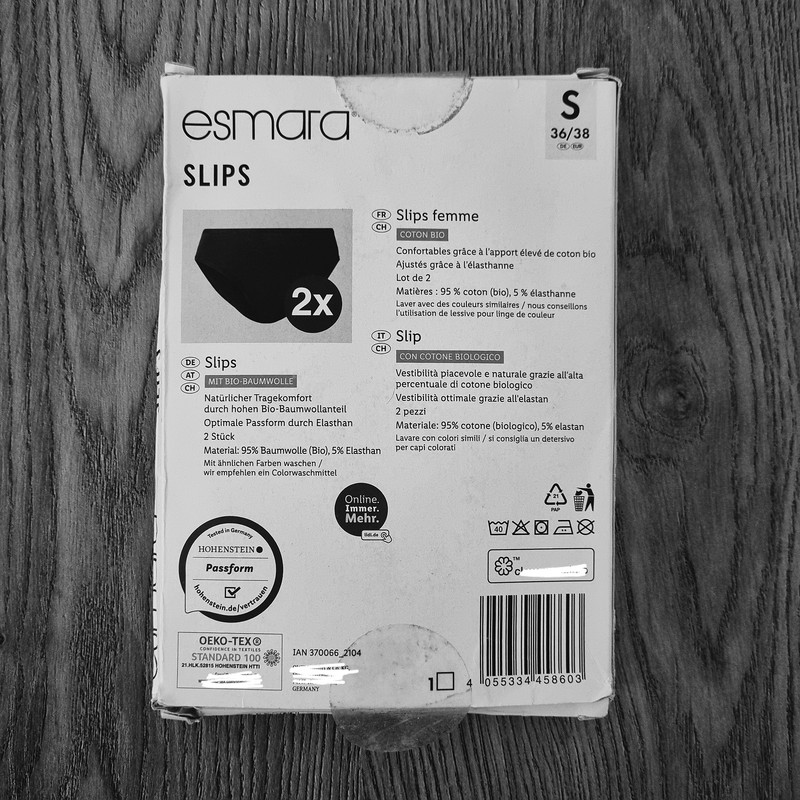 esmara®
SLIPS
S
36/38
DE EUR
2x
FR
CH
Slips femme
COTON BIO
Confortables grâce à l'apport élevé de coton bio
Ajustés grâce à l'élasthanne
Lot de 2
Matières : 95 % coton (bio), 5 % élasthanne
Laver avec des couleurs similaires / nous conseillons
l'utilisation de lessive pour linge de couleur
IT
CH
Slip
CON COTONE BIOLOGICO
Vestibilità piacevole e naturale grazie all'alta
percentuale di cotone biologico
Vestibilità ottimale grazie all'elastan
2 pezzi
Materiale: 95% cotone (biologico), 5% elastan
Lavare con colori simili / si consiglia un detersivo
per capi colorati
DE
AT
CH
Slips
MIT BIO-BAUMWOLLE
Natürlicher Tragekomfort
durch hohen Bio-Baumwollanteil
Optimale Passform durch Elasthan
2 Stück
Material: 95% Baumwolle (Bio), 5% Elasthan
Mit ähnlichen Farben waschen /
wir empfehlen ein Colorwaschmittel
Online.
Immer.
Mehr.
lidl.de
21
PAP
40
TM
Tested in Germany
HOHENSTEIN
Passform
hohenstein.de/vertrauen
OEKO-TEX®
CONFIDENCE IN TEXTILES
STANDARD 100
21.HLK.52815 HOHENSTEIN HTTI
IAN 370066_2104
GERMANY
1
4 055334 458603